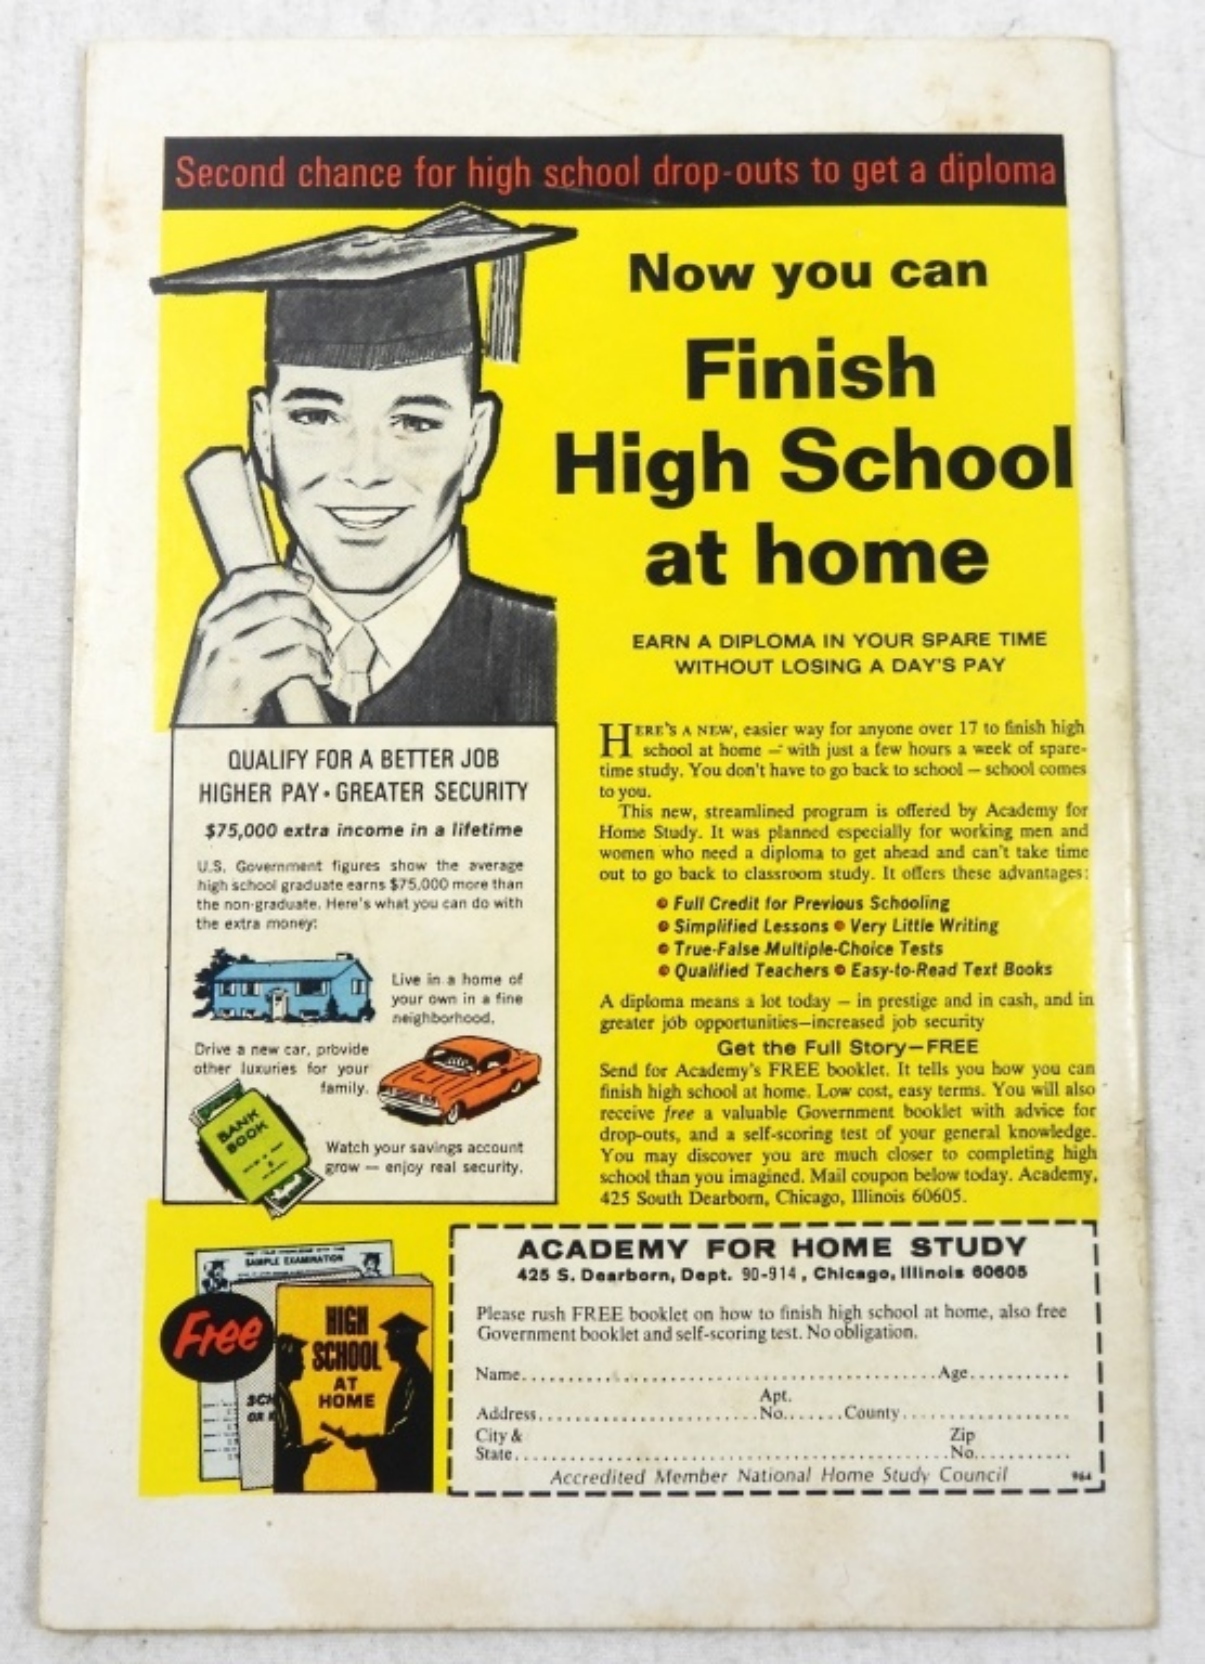 Second chance for high school drop-outs to get a diploma
Now you can
Finish
High School
at home
EARN A DIPLOMA IN YOUR SPARE TIME
WITHOUT LOSING A DAY'S PAY
HERE'S A NEW, easier way for anyone over 17 to finish high
school at home — with just a few hours a week of spare-
time study. You don't have to go back to school — school comes
to you.
This new, streamlined program is offered by Academy for
Home Study. It was planned especially for working men and
women who need a diploma to get ahead and can't take time
out to go back to classroom study. It offers these advantages:
• Full Credit for Previous Schooling
• Simplified Lessons • Very Little Writing
• True-False Multiple-Choice Tests
• Qualified Teachers • Easy-to-Read Text Books
A diploma means a lot today — in prestige and in cash, and in
greater job opportunities—increased job security
Get the Full Story—FREE
Send for Academy's FREE booklet. It tells you how you can
finish high school at home. Low cost, easy terms. You will also
receive free a valuable Government booklet with advice for
drop-outs, and a self-scoring test of your general knowledge.
You may discover you are much closer to completing high
school than you imagined. Mail coupon below today. Academy,
425 South Dearborn, Chicago, Illinois 60605.
QUALIFY FOR A BETTER JOB
HIGHER PAY • GREATER SECURITY
$75,000 extra income in a lifetime
U.S. Government figures show the average
high school graduate earns $75,000 more than
the non-graduate. Here's what you can do with
the extra money:
Live in a home of
your own in a fine
neighborhood.
Drive a new car, provide
other luxuries for your
family.
BANK
BOOK
Watch your savings account
grow — enjoy real security.
SAMPLE EXAMINATION
Free
HIGH
SCHOOL
AT
HOME
SCH
OR
ACADEMY FOR HOME STUDY
425 S. Dearborn, Dept. 90-914, Chicago, Illinois 60605
Please rush FREE booklet on how to finish high school at home, also free
Government booklet and self-scoring test. No obligation.
Name Age
Apt.
Address No. County
City & Zip
State No.
Accredited Member National Home Study Council 964